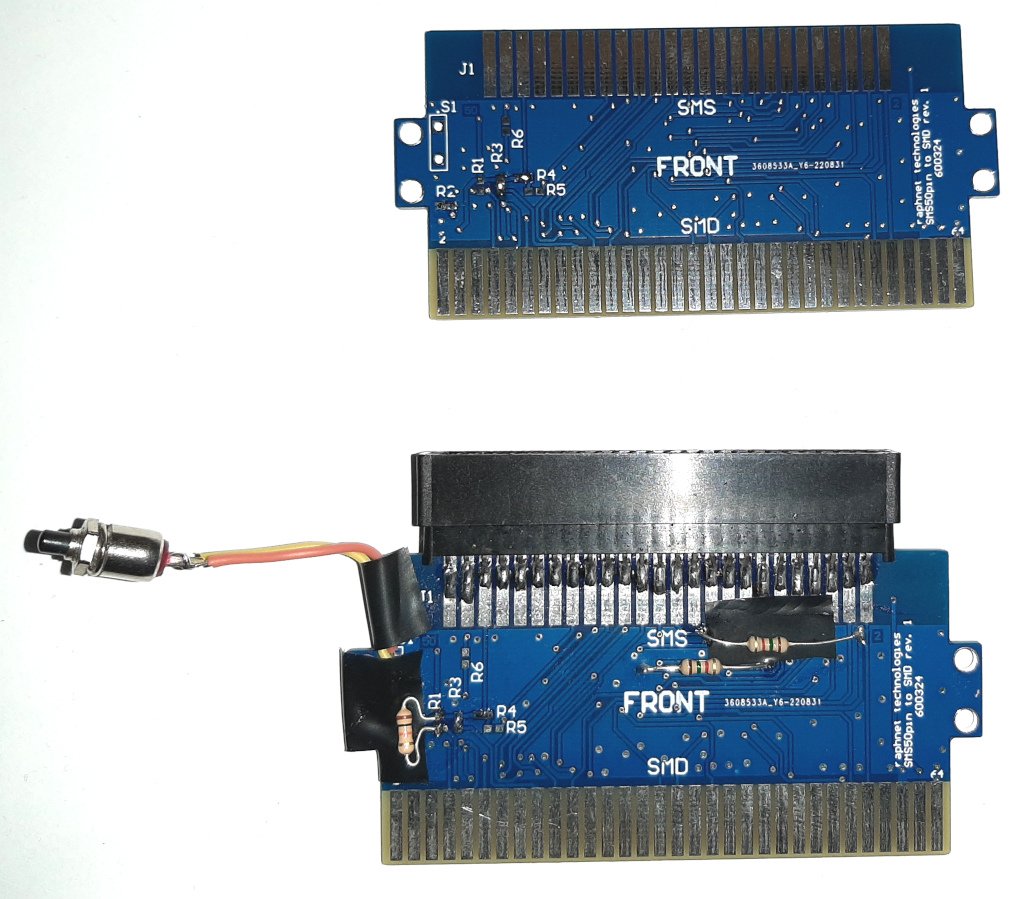 J1
S1
SMS
R6
R3
R1
R4
R5
R2
FRONT
3608533A_Y6-220831
SMD
2
64
raphnet technologies
SMS50pin to SMD rev. 1
600324
SMS
R6
R3
R1
R4
R5
FRONT
3608533A_Y6-220831
SMD
raphnet technologies
SMS50pin to SMD rev. 1
600324